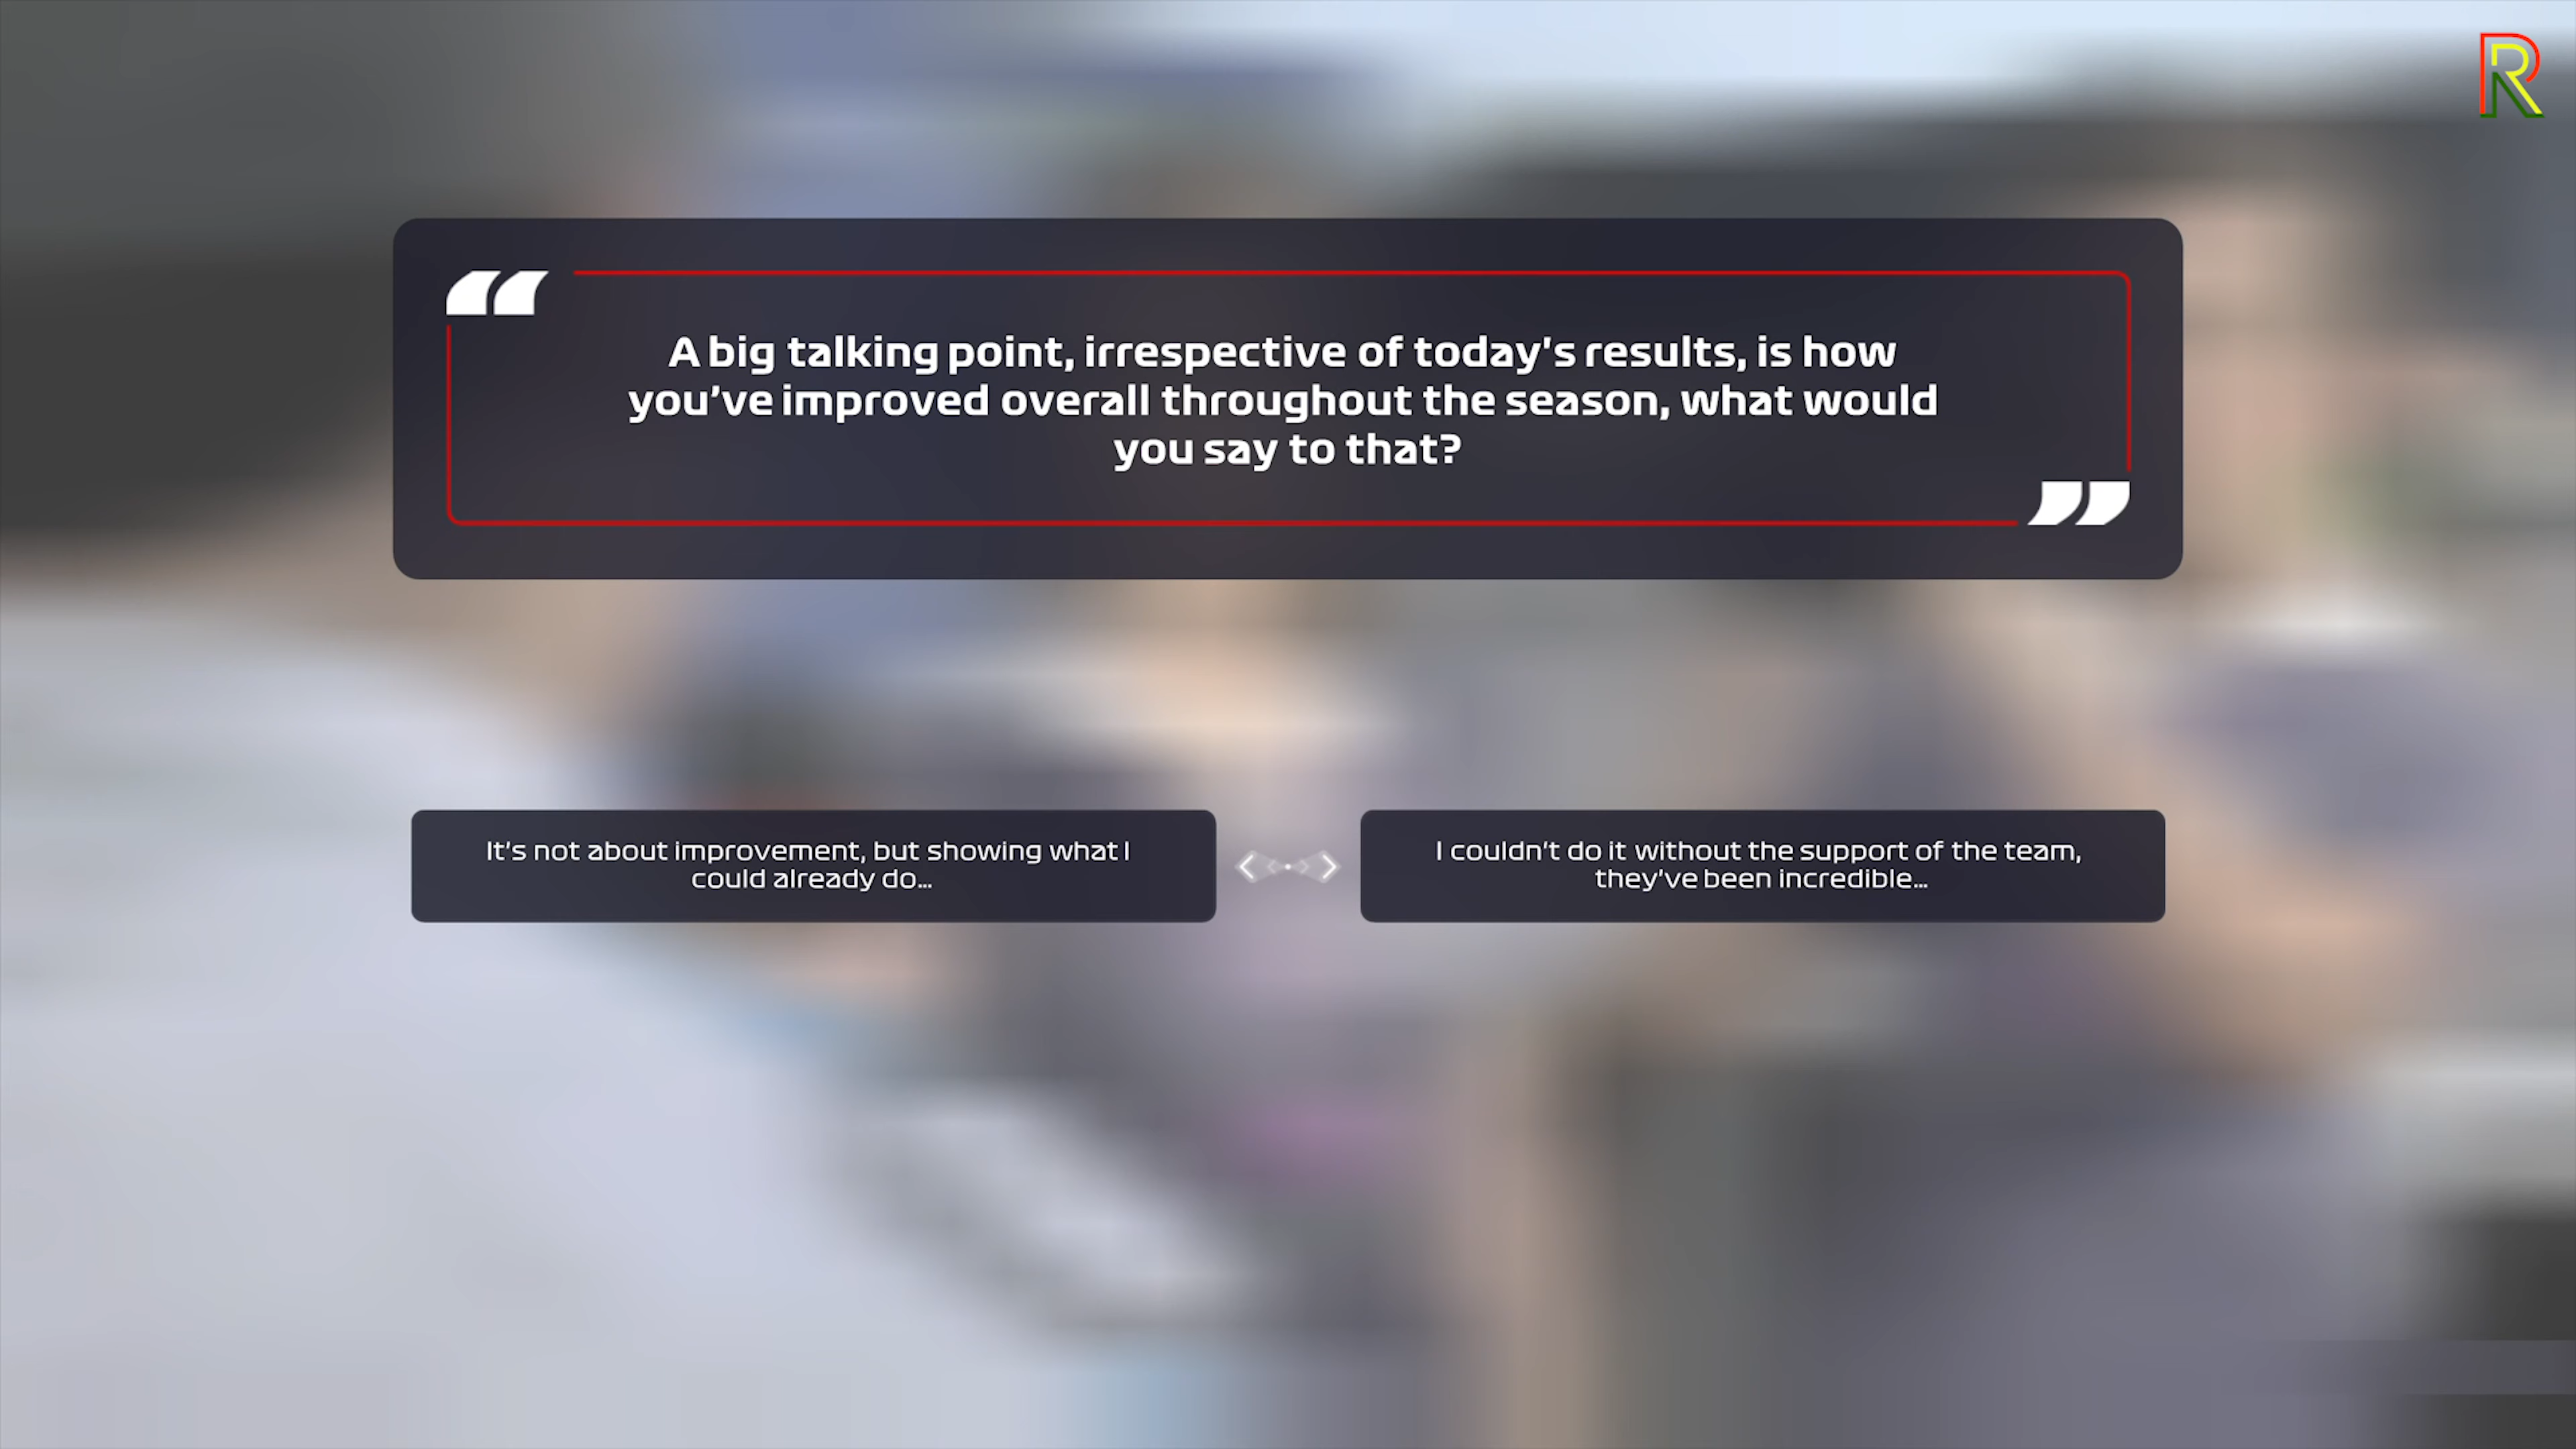 A big talking point, irrespective of today's results, is how
you've improved overall throughout the season, what would
you say to that?
It's not about improvement, but showing what I
could already do...
I couldn't do it without the support of the team,
they've been incredible...